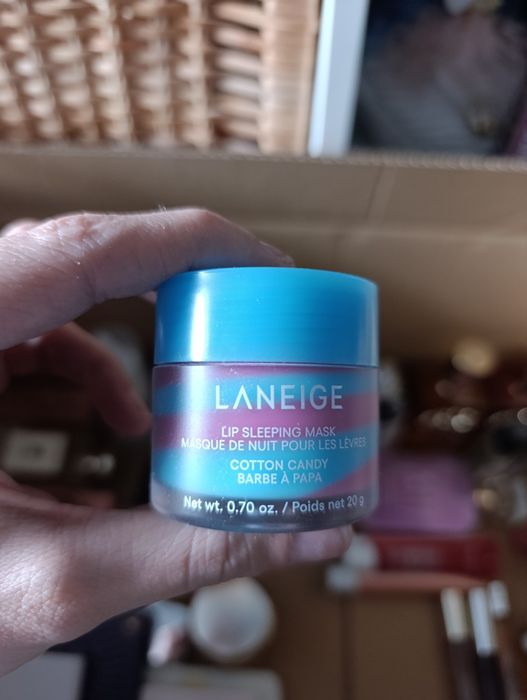 LANEIGE
LIP SLEEPING MASK
MASQUE DE NUIT POUR LES LÈVRES
COTTON CANDY
BARBE À PAPA
Net wt. 0.70 oz. / Poids net 20 g